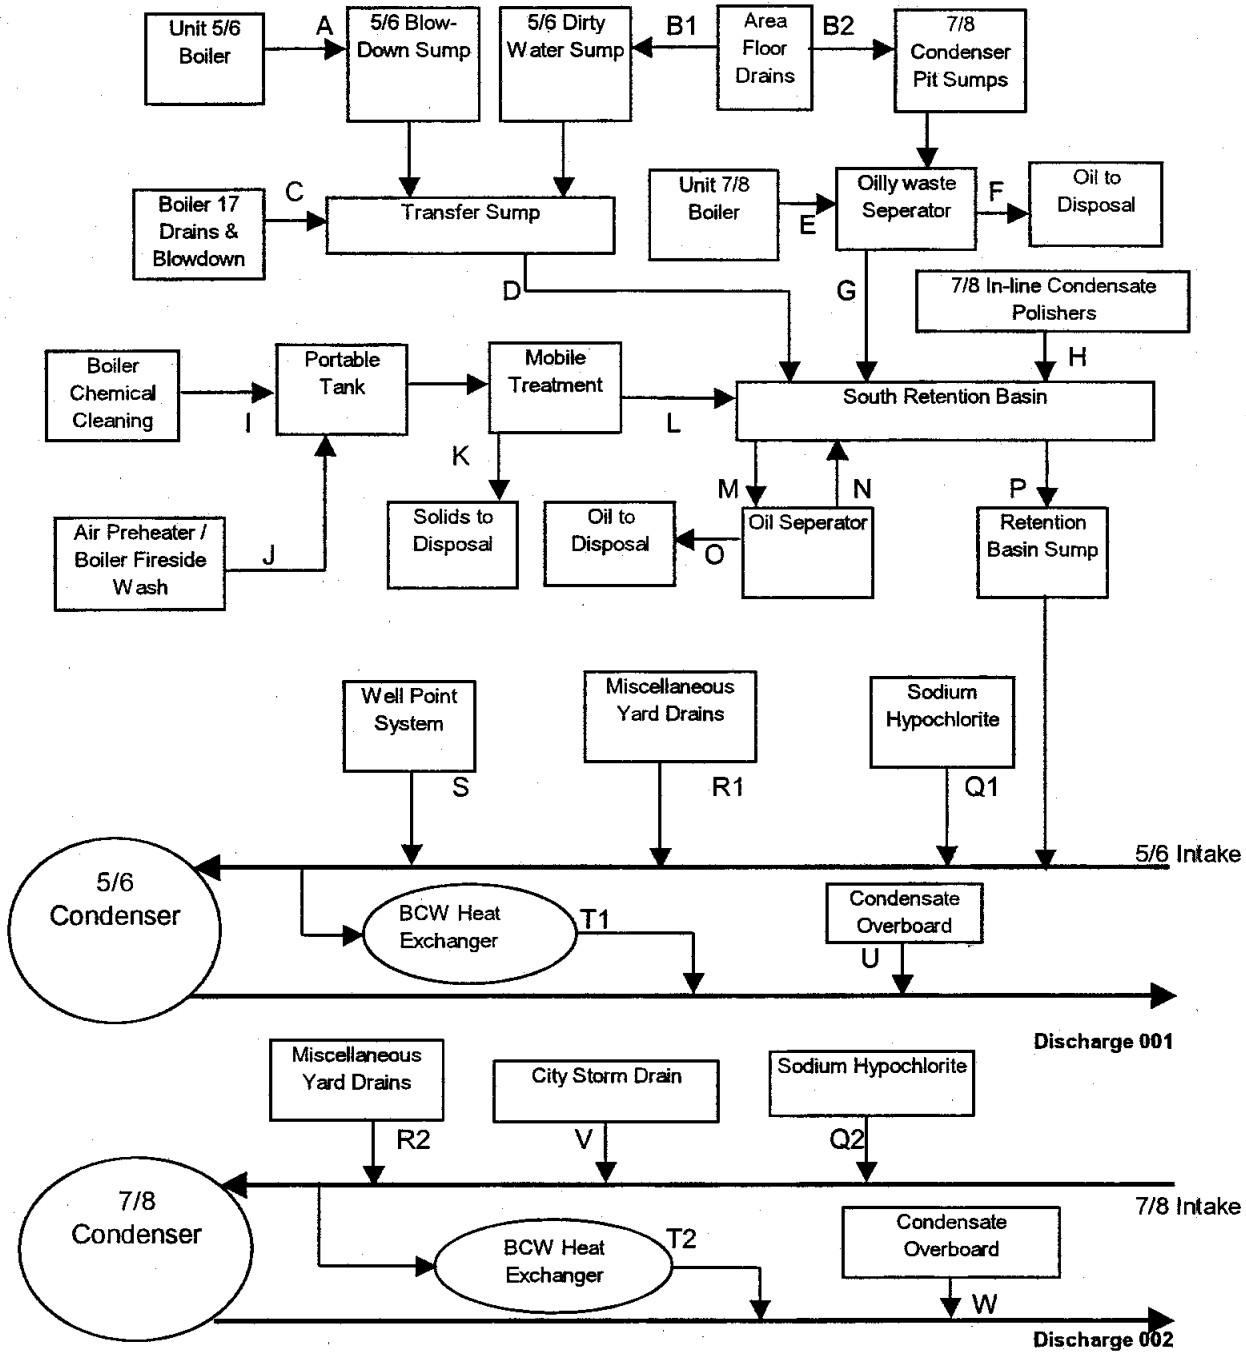 Unit 5/6
Boiler
A
5/6 Blow-
Down Sump
5/6 Dirty
Water Sump
B1
Area
Floor
Drains
B2
7/8
Condenser
Pit Sumps
Boiler 17
Drains &
Blowdown
C
Transfer Sump
Unit 7/8
Boiler
E
Oilly waste
Seperator
F
Oil to
Disposal
D
G
7/8 In-line Condensate
Polishers
H
Boiler
Chemical
Cleaning
I
Portable
Tank
Mobile
Treatment
L
South Retention Basin
K
M
N
P
Air Preheater /
Boiler Fireside
Wash
J
Solids to
Disposal
Oil to
Disposal
O
Oil Seperator
Retention
Basin Sump
Well Point
System
S
Miscellaneous
Yard Drains
R1
Sodium
Hypochlorite
Q1
5/6 Intake
5/6
Condenser
BCW Heat
Exchanger
T1
Condensate
Overboard
U
Discharge 001
Miscellaneous
Yard Drains
R2
City Storm Drain
V
Sodium Hypochlorite
Q2
7/8 Intake
7/8
Condenser
BCW Heat
Exchanger
T2
Condensate
Overboard
W
Discharge 002